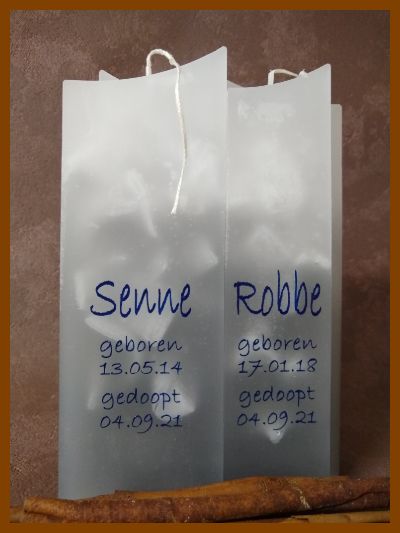 Senne
geboren
13.05.14
gedoopt
04.09.21
Robbe
geboren
17.01.18
gedoopt
04.09.21